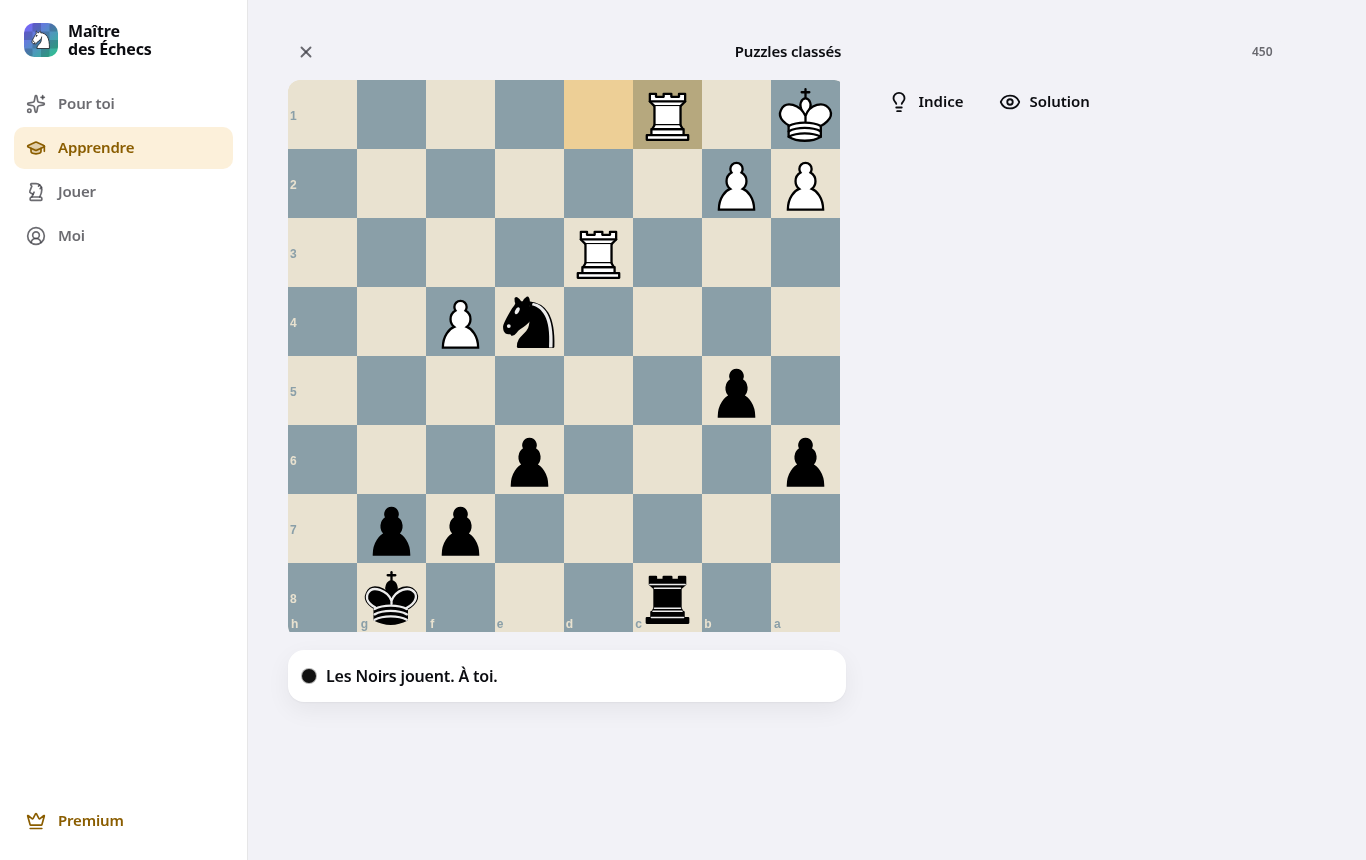 Maître
des Échecs
Pour toi
Apprendre
Jouer
Moi
Premium
Puzzles classés
450
1
2
3
4
5
6
7
8
h g f e d c b a
Indice
Solution
Les Noirs jouent. À toi.